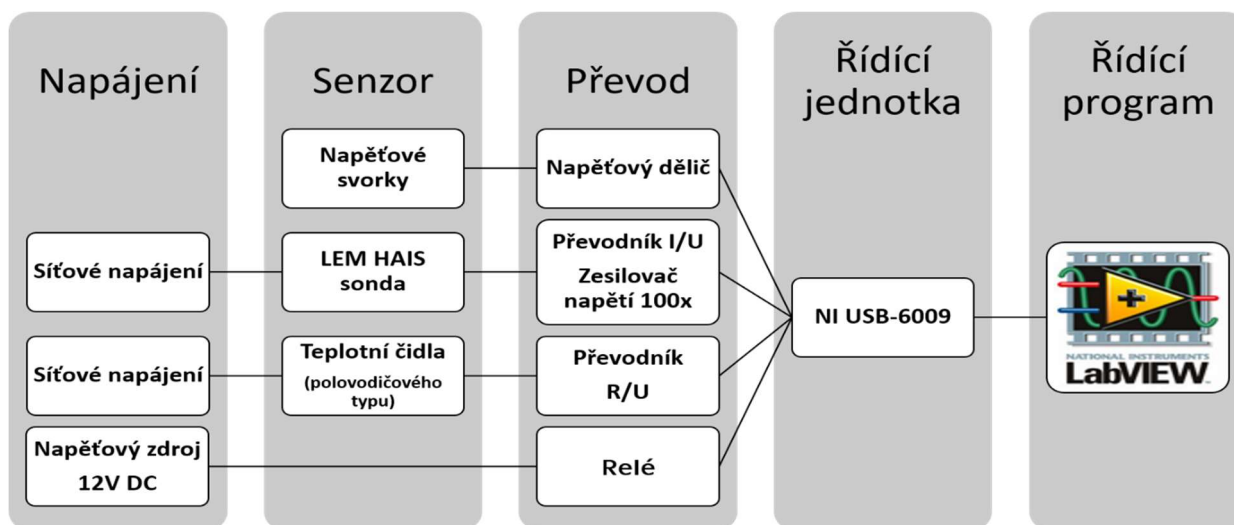 Napájení
Síťové napájení
Síťové napájení
Napěťový zdroj
12V DC
Senzor
Napěťové
svorky
LEM HAIS
sonda
Teplotní čidla
(polovodičového
typu)
Převod
Napěťový dělič
Převodník I/U
Zesilovač
napětí 100x
Převodník
R/U
Relé
Řídící
jednotka
NI USB-6009
Řídící
program
NATIONAL INSTRUMENTS
LabVIEW™